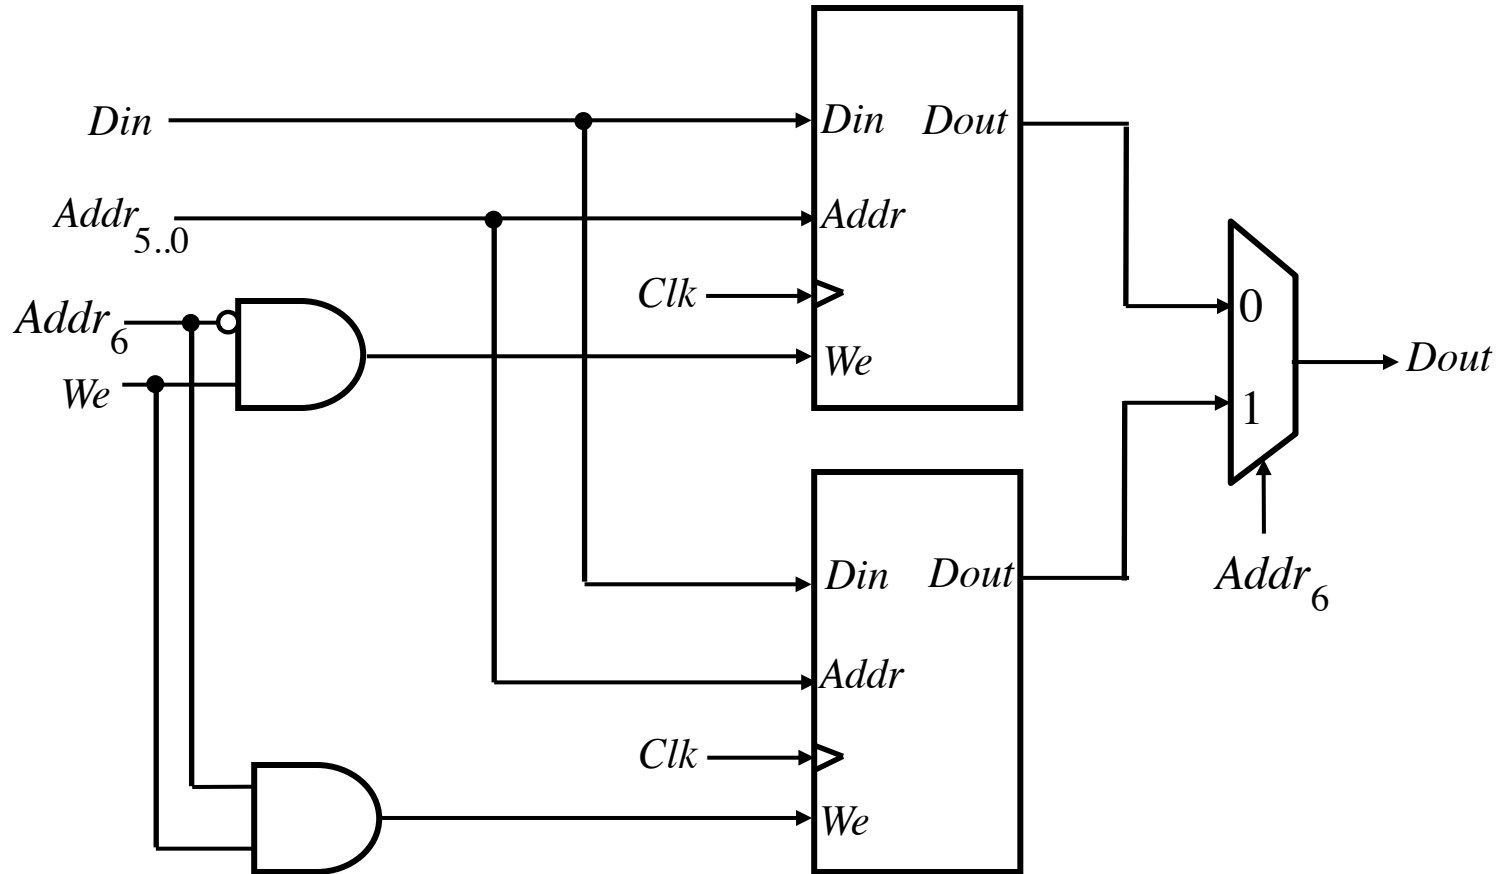 Din
Din Dout
Addr5..0
Addr
Clk
0
Addr6
We
We
Dout
1
Din Dout
Addr6
Addr
Clk
We